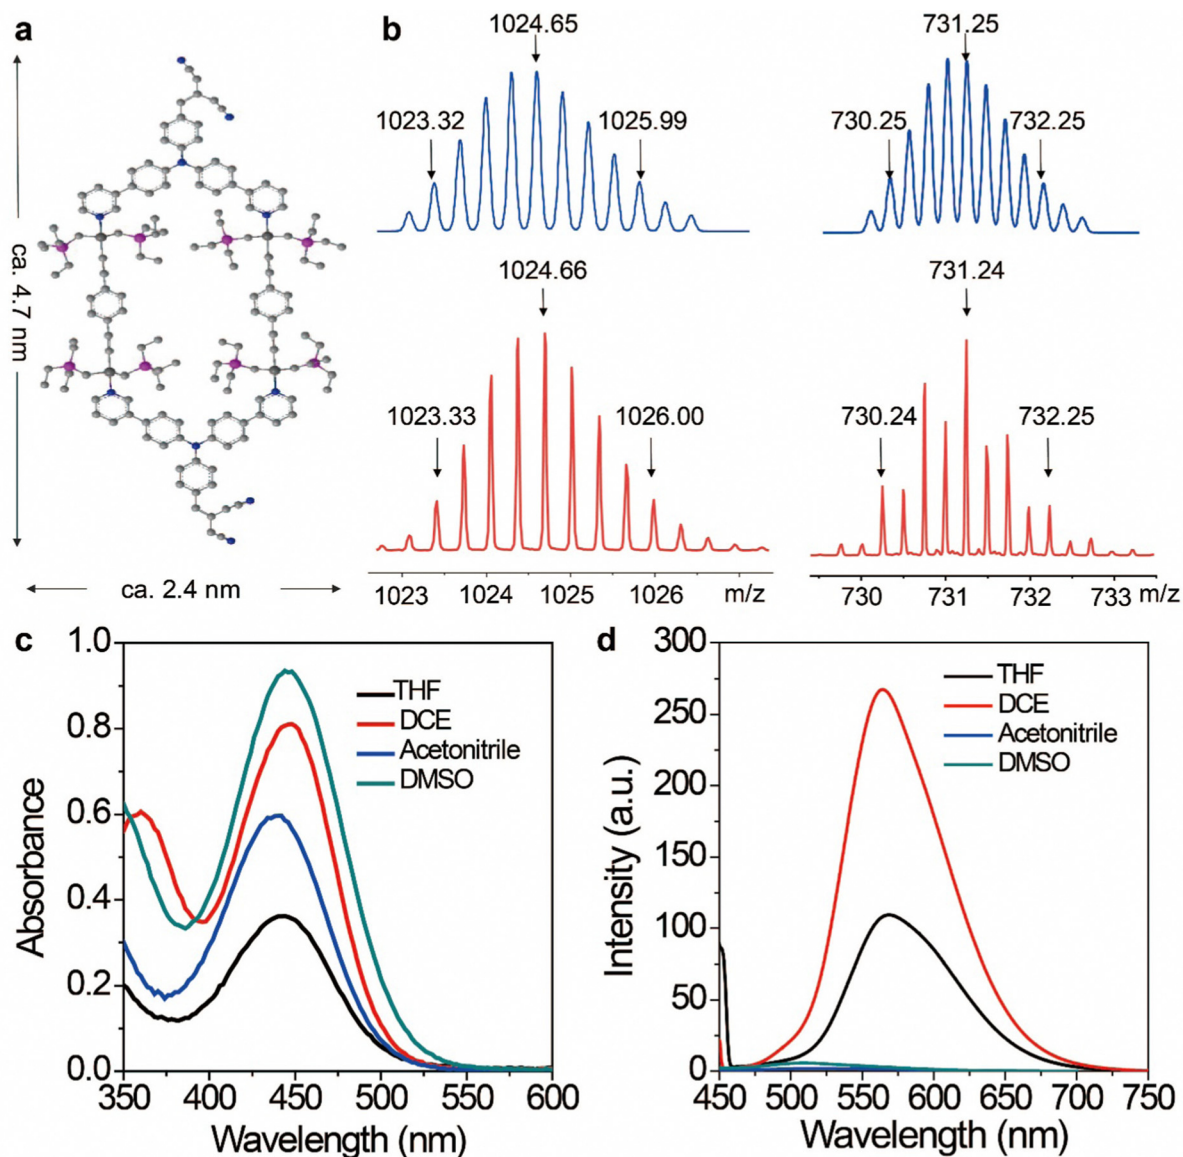 a
ca. 4.7 nm
ca. 2.4 nm
b
1024.65
1023.32
1025.99
731.25
730.25
732.25
1024.66
1023.33
1026.00
1023 1024 1025 1026 m/z
731.24
730.24
732.25
730 731 732 733 m/z
c
1.0
0.8
0.6
0.4
0.2
0.0
Absorbance
THF
DCE
Acetonitrile
DMSO
350 400 450 500 550 600
Wavelength (nm)
d
300
250
200
150
100
50
0
Intensity (a.u.)
THF
DCE
Acetonitrile
DMSO
450 500 550 600 650 700 750
Wavelength (nm)